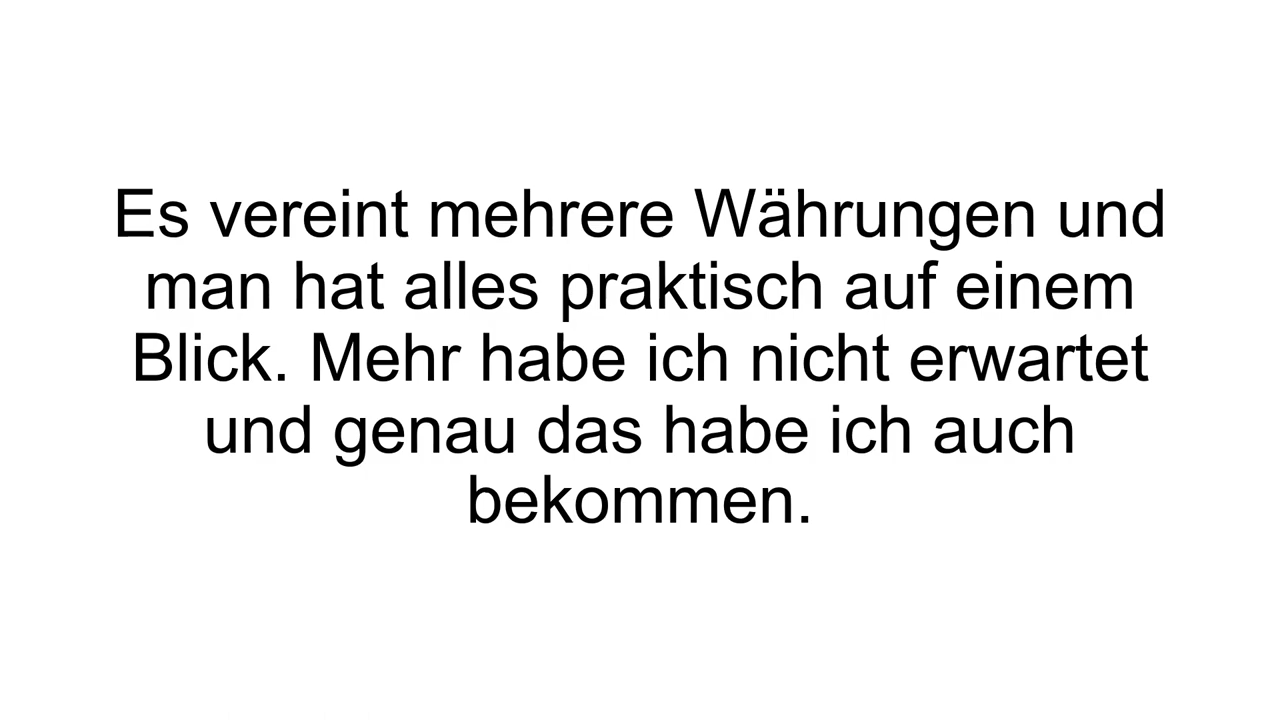 Es vereint mehrere Währungen und
man hat alles praktisch auf einem
Blick. Mehr habe ich nicht erwartet
und genau das habe ich auch
bekommen.